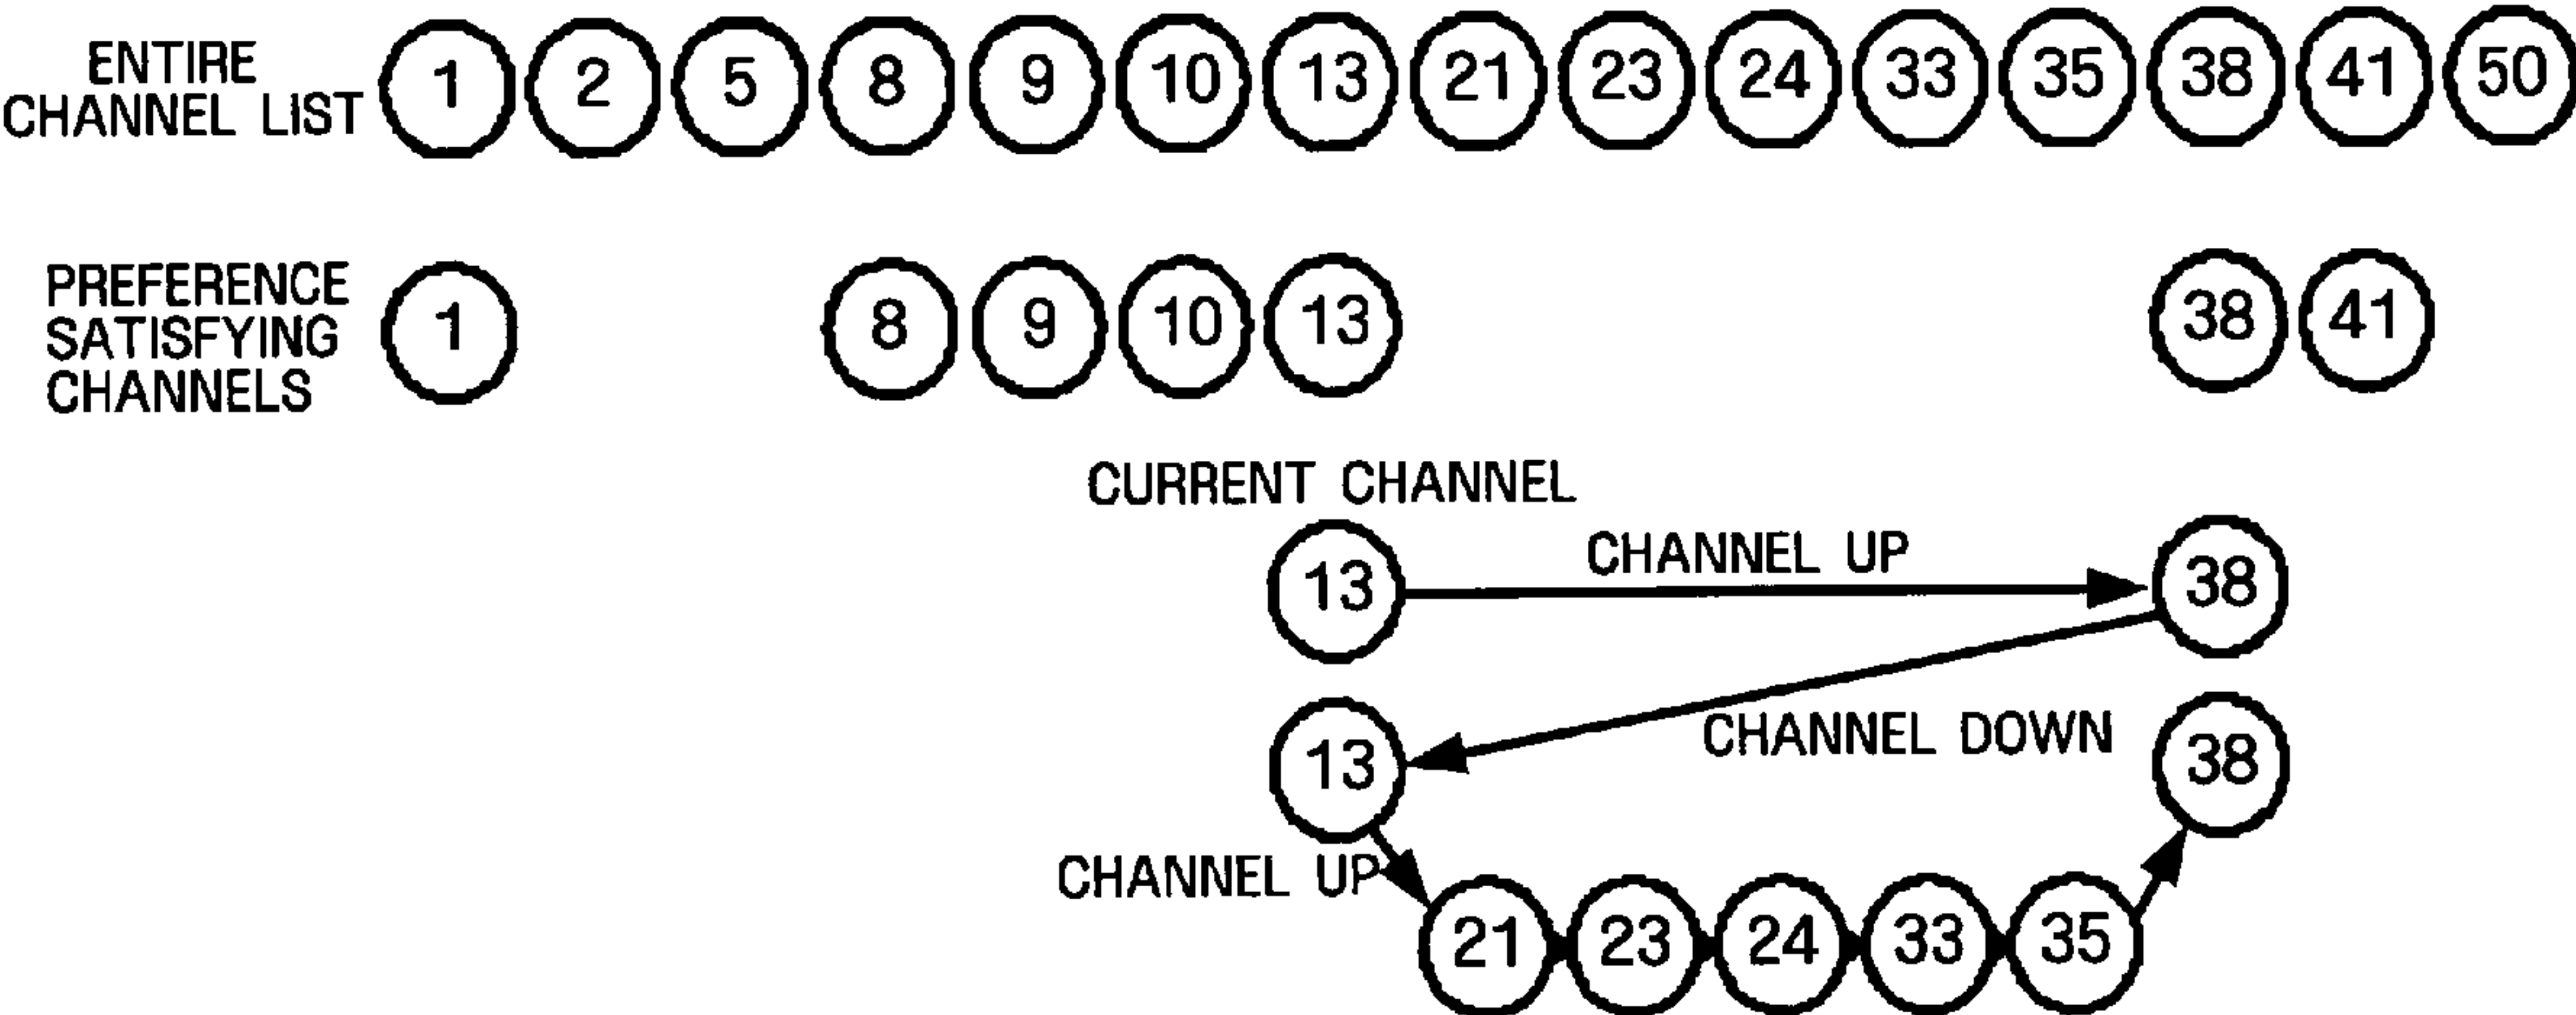 ENTIRE
CHANNEL LIST
1 2 5 8 9 10 13 21 23 24 33 35 38 41 50
PREFERENCE
SATISFYING
CHANNELS
1 8 9 10 13 38 41
CURRENT CHANNEL
13 CHANNEL UP 38
13 CHANNEL DOWN 38
CHANNEL UP
21 23 24 33 35